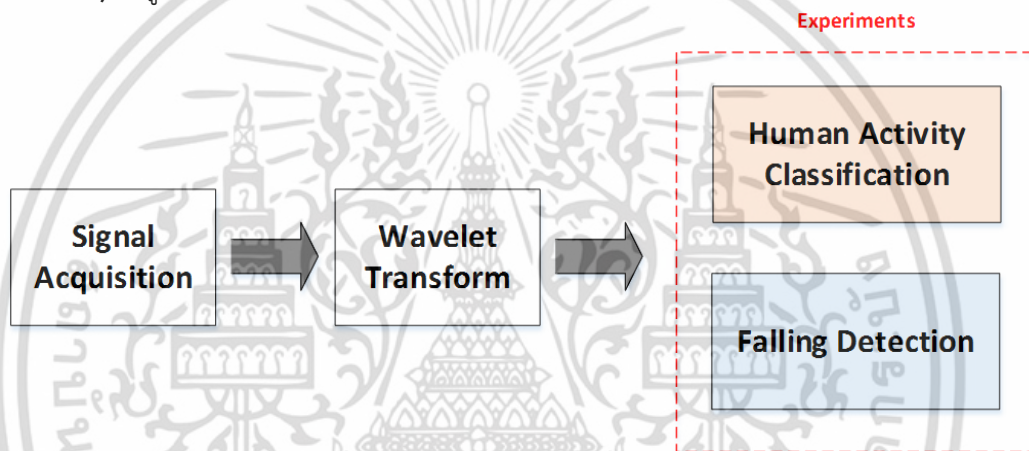 Experiments
Human Activity
Classification
Signal
Acquisition
Wavelet
Transform
Falling Detection